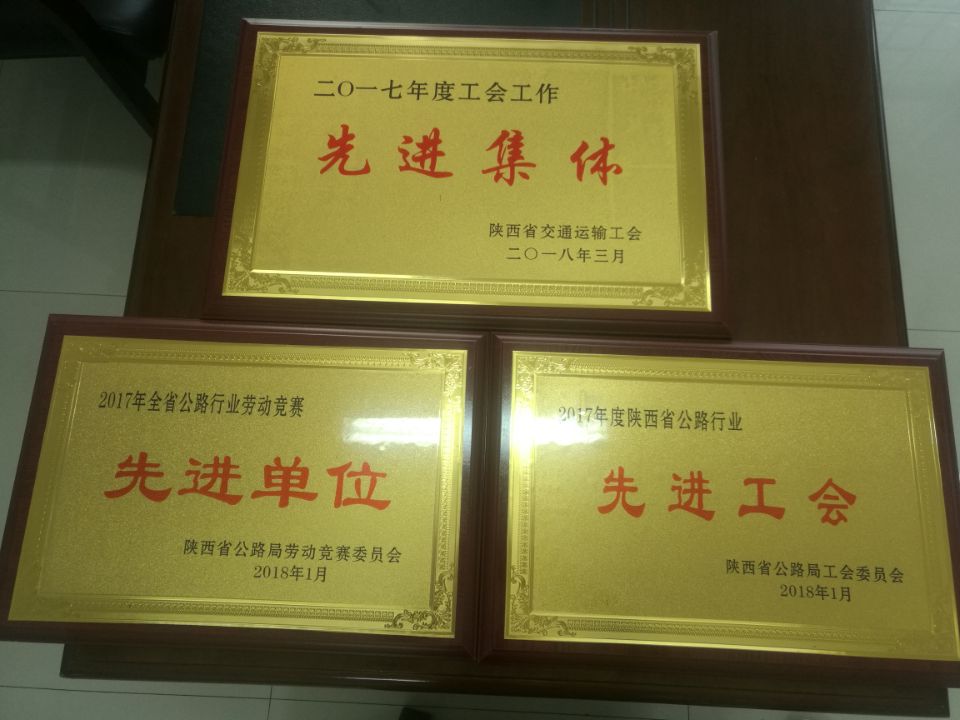 二〇一七年度工会工作
先进集体
陕西省交通运输工会
二〇一八年三月
2017年全省公路行业劳动竞赛
先进单位
陕西省公路局劳动竞赛委员会
2018年1月
2017年度陕西省公路行业
先进工会
陕西省公路局工会委员会
2018年1月